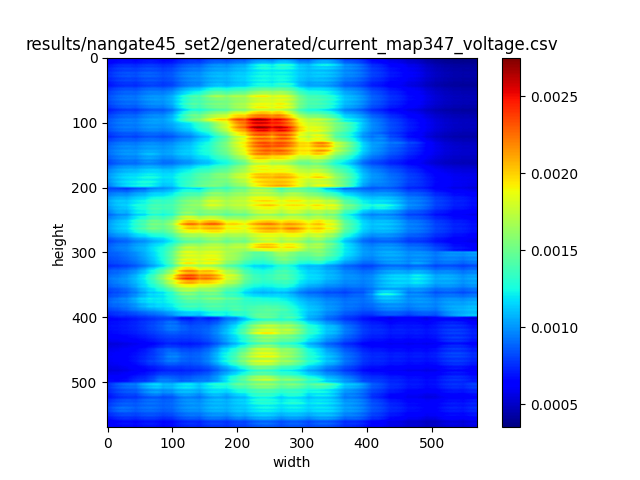 results/nangate45_set2/generated/current_map347_voltage.csv
0
100
200
300
400
500
height
0 100 200 300 400 500
width
0.0025
0.0020
0.0015
0.0010
0.0005